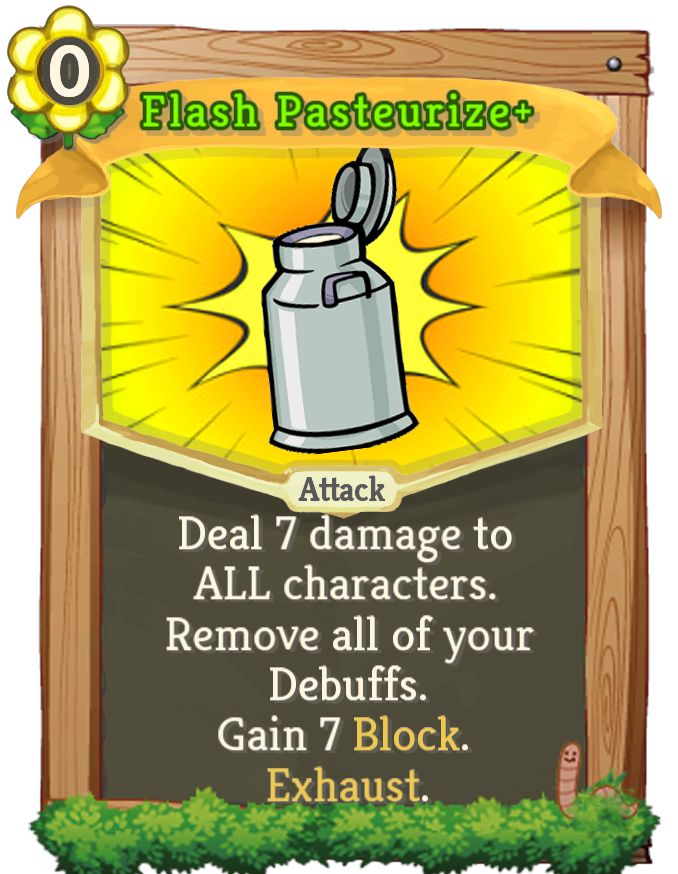 0
Flash Pasteurize+
Attack
Deal 7 damage to
ALL characters.
Remove all of your
Debuffs.
Gain 7 Block.
Exhaust.